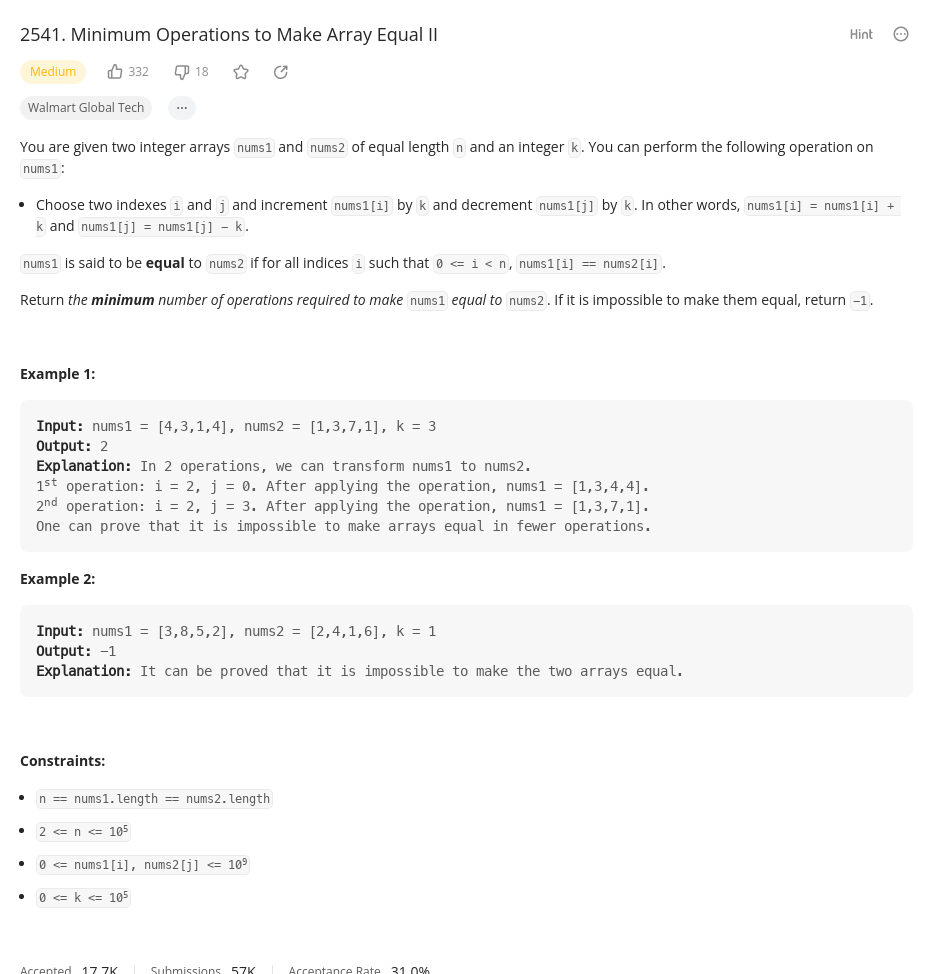 2541. Minimum Operations to Make Array Equal II
Hint
Medium 332 18
Walmart Global Tech ...
You are given two integer arrays nums1 and nums2 of equal length n and an integer k. You can perform the following operation on
nums1:
• Choose two indexes i and j and increment nums1[i] by k and decrement nums1[j] by k. In other words, nums1[i] = nums1[i] +
k and nums1[j] = nums1[j] - k.
nums1 is said to be equal to nums2 if for all indices i such that 0 <= i < n, nums1[i] == nums2[i].
Return the minimum number of operations required to make nums1 equal to nums2. If it is impossible to make them equal, return -1.
Example 1:
Input: nums1 = [4,3,1,4], nums2 = [1,3,7,1], k = 3
Output: 2
Explanation: In 2 operations, we can transform nums1 to nums2.
1st operation: i = 2, j = 0. After applying the operation, nums1 = [1,3,4,4].
2nd operation: i = 2, j = 3. After applying the operation, nums1 = [1,3,7,1].
One can prove that it is impossible to make arrays equal in fewer operations.
Example 2:
Input: nums1 = [3,8,5,2], nums2 = [2,4,1,6], k = 1
Output: -1
Explanation: It can be proved that it is impossible to make the two arrays equal.
Constraints:
• n == nums1.length == nums2.length
• 2 <= n <= 10⁵
• 0 <= nums1[i], nums2[j] <= 10⁹
• 0 <= k <= 10⁵
Accepted 17.7K Submissions 57K Acceptance Rate 31.0%